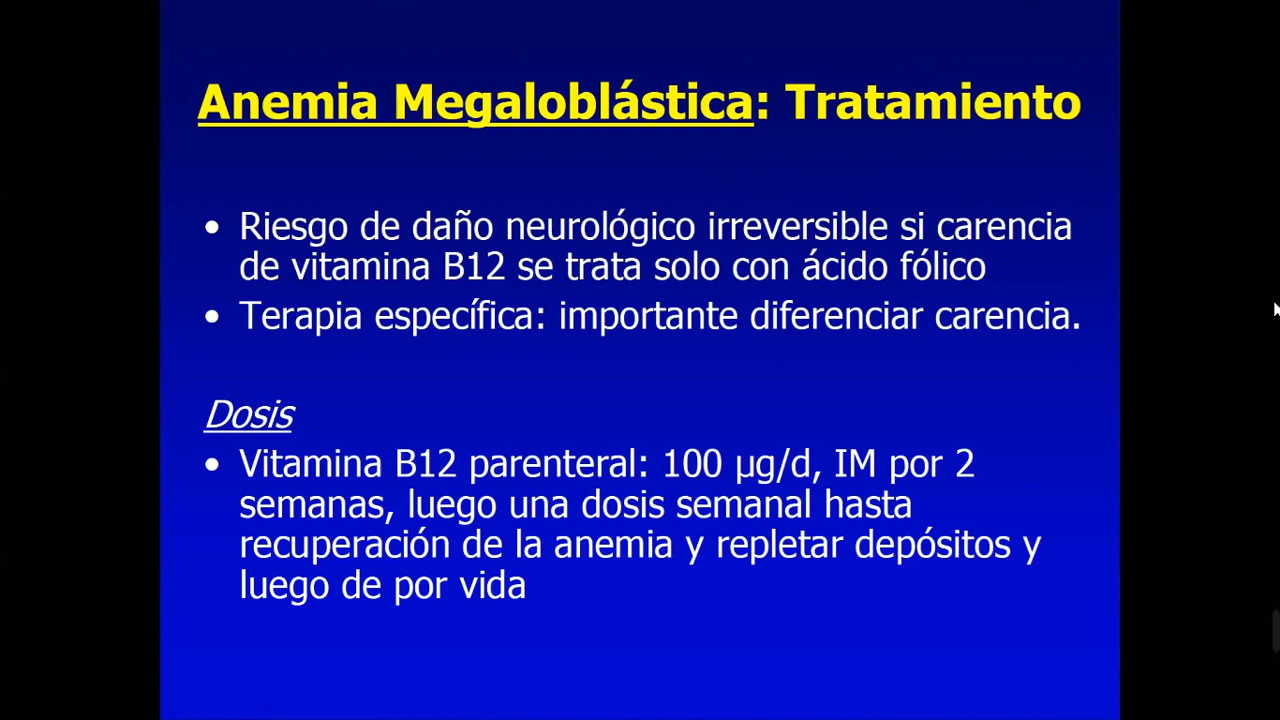 Anemia Megaloblástica: Tratamiento
• Riesgo de daño neurológico irreversible si carencia
de vitamina B12 se trata solo con ácido fólico
• Terapia específica: importante diferenciar carencia.
Dosis
• Vitamina B12 parenteral: 100 µg/d, IM por 2
semanas, luego una dosis semanal hasta
recuperación de la anemia y repletar depósitos y
luego de por vida